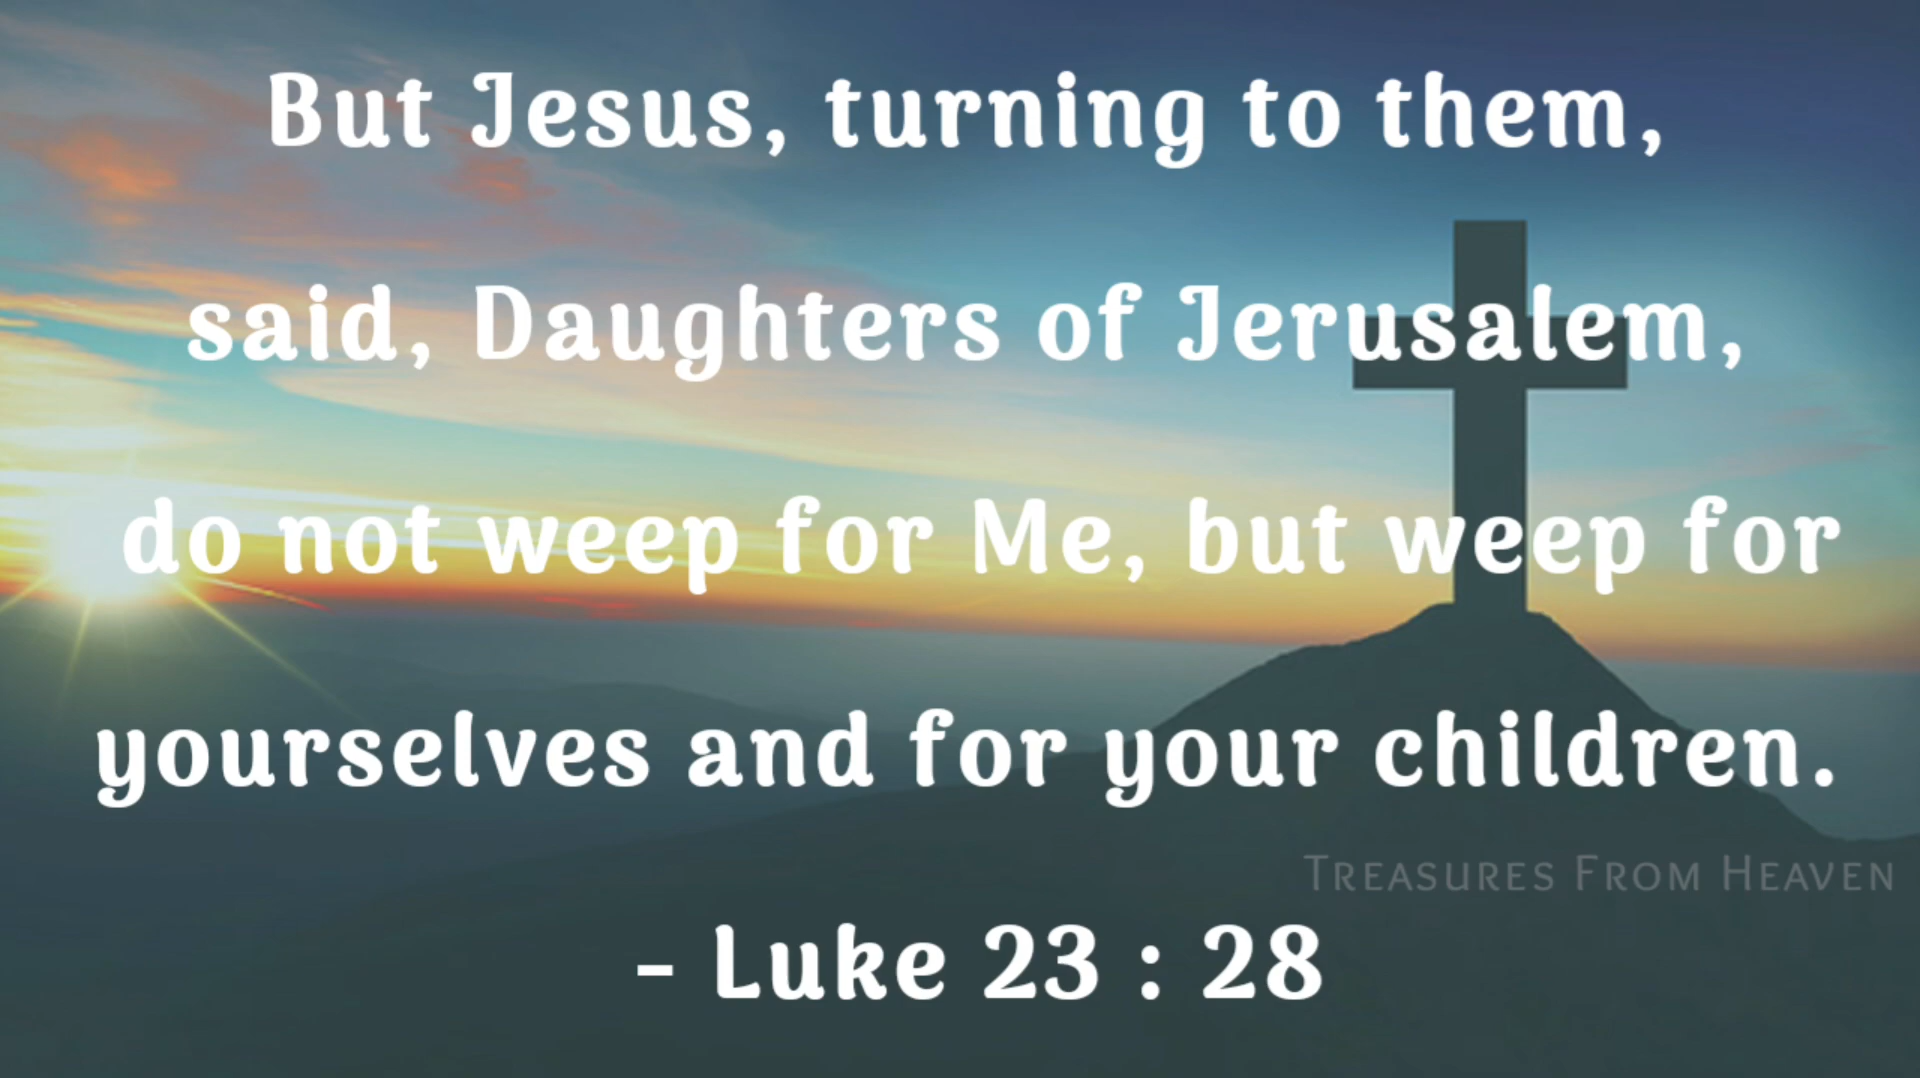 But Jesus, turning to them,
said, Daughters of Jerusalem,
do not weep for Me, but weep for
yourselves and for your children.
Treasures From Heaven
- Luke 23 : 28